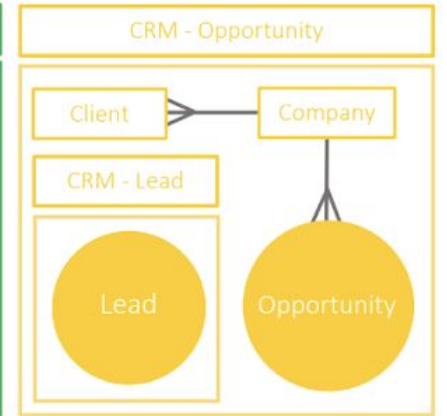 CRM - Opportunity
Client
Company
CRM - Lead
Lead
Opportunity